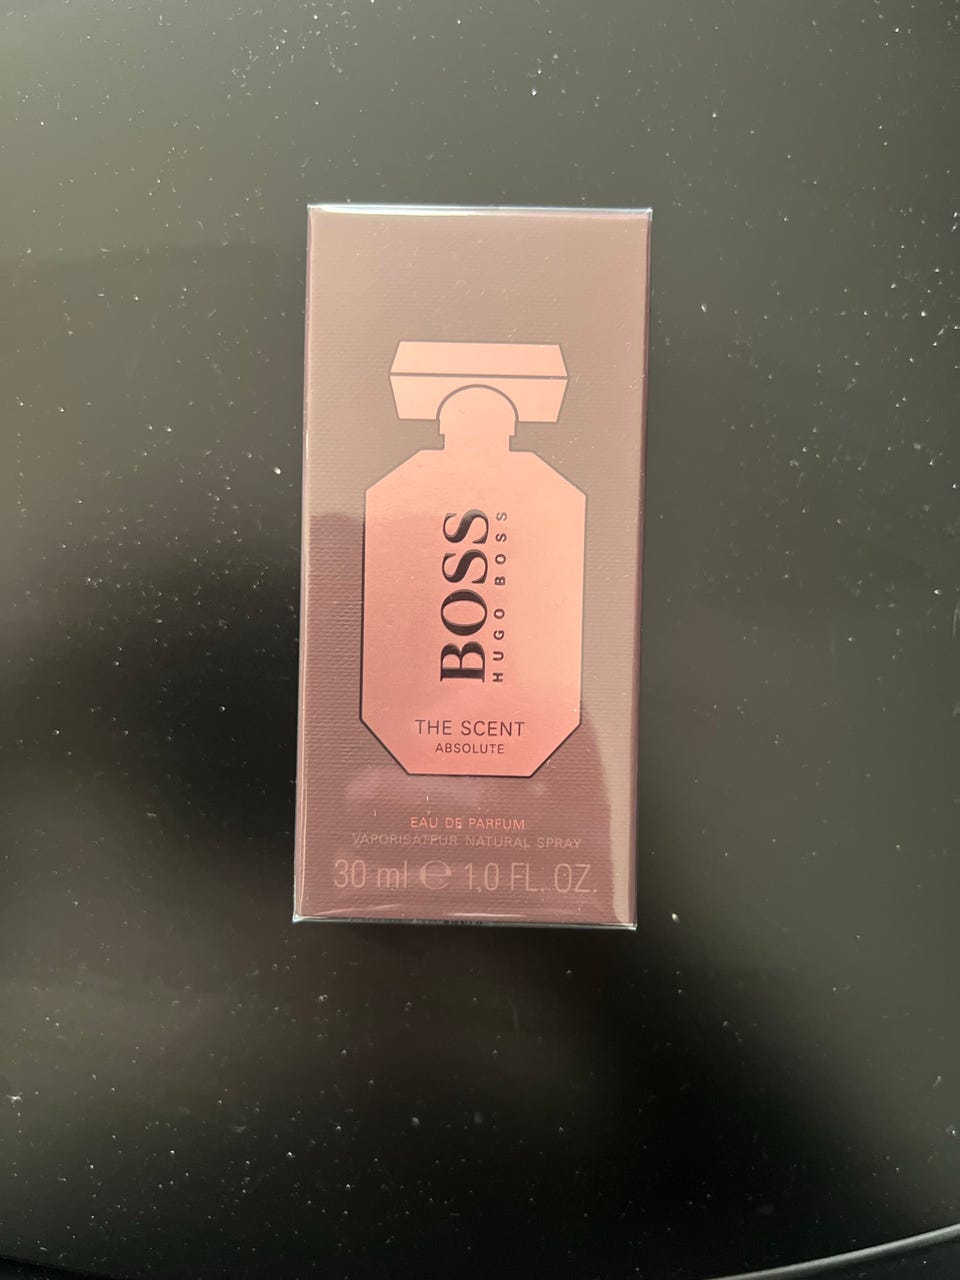 BOSS
HUGO BOSS
THE SCENT
ABSOLUTE
EAU DE PARFUM
VAPORISATEUR NATURAL SPRAY
30 ml ℮ 1.0 FL. OZ.